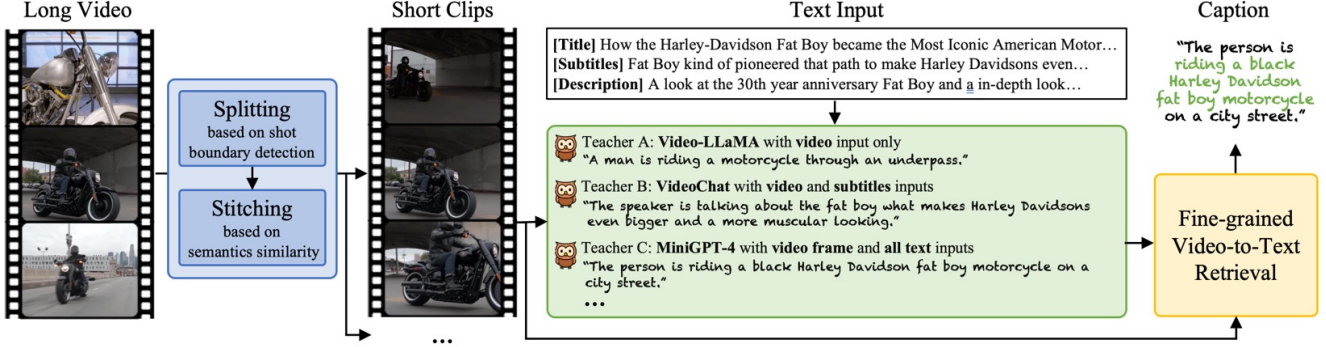 Long Video
Short Clips
Text Input
Caption
Splitting
based on shot
boundary detection
Stitching
based on
semantics similarity
...
[Title] How the Harley-Davidson Fat Boy became the Most Iconic American Motor...
[Subtitles] Fat Boy kind of pioneered that path to make Harley Davidsons even...
[Description] A look at the 30th year anniversary Fat Boy and a in-depth look...
Teacher A: Video-LLaMA with video input only
“A man is riding a motorcycle through an underpass.”
Teacher B: VideoChat with video and subtitles inputs
“The speaker is talking about the fat boy what makes Harley Davidsons
even bigger and a more muscular looking.”
Teacher C: MiniGPT-4 with video frame and all text inputs
“The person is riding a black Harley Davidson fat boy motorcycle on a
city street.”
...
“The person is
riding a black
Harley Davidson
fat boy motorcycle
on a city street.”
Fine-grained
Video-to-Text
Retrieval